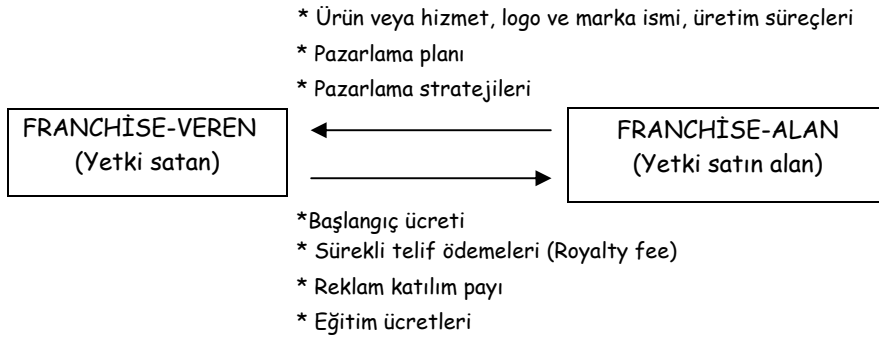 * Ürün veya hizmet, logo ve marka ismi, üretim süreçleri
* Pazarlama planı
* Pazarlama stratejileri
FRANCHİSE-VEREN
(Yetki satan)
FRANCHİSE-ALAN
(Yetki satın alan)
*Başlangıç ücreti
* Sürekli telif ödemeleri (Royalty fee)
* Reklam katılım payı
* Eğitim ücretleri